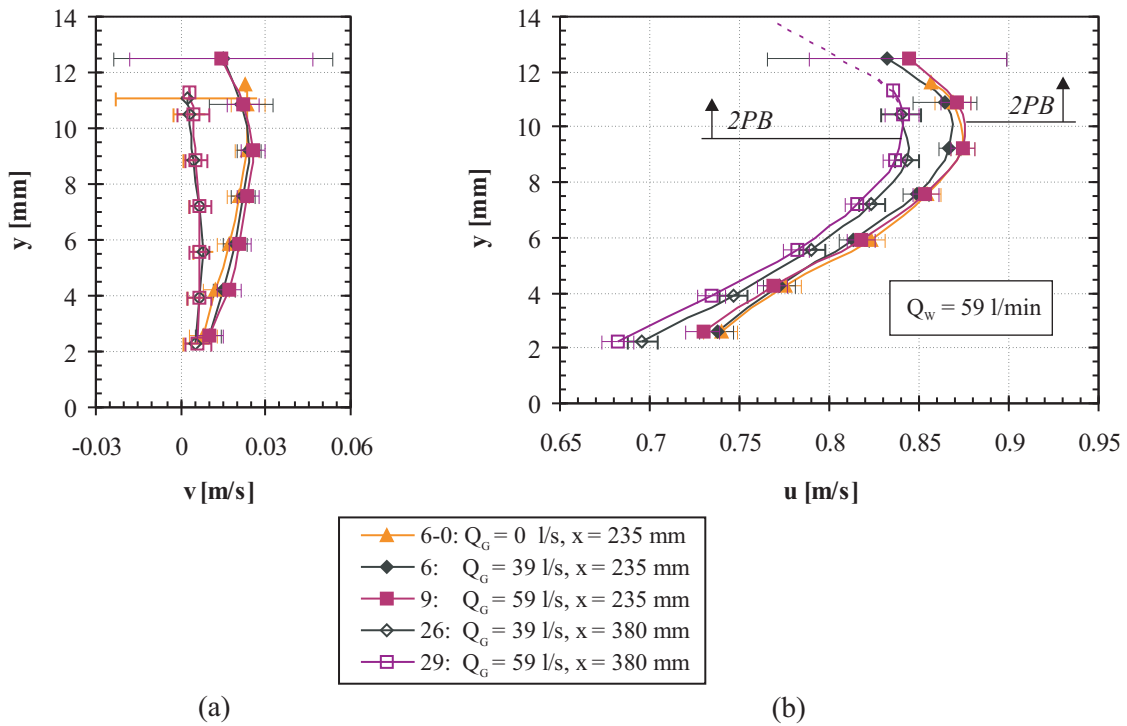 14
12
10
8
6
4
2
0
y [mm]
-0.03
0
0.03
0.06
v [m/s]
14
12
10
8
6
4
2
0
y [mm]
2PB
2PB
Q_W = 59 l/min
0.65
0.7
0.75
0.8
0.85
0.9
0.95
u [m/s]
6-0: Q_G = 0 l/s, x = 235 mm
6: Q_G = 39 l/s, x = 235 mm
9: Q_G = 59 l/s, x = 235 mm
26: Q_G = 39 l/s, x = 380 mm
29: Q_G = 59 l/s, x = 380 mm
(a)
(b)